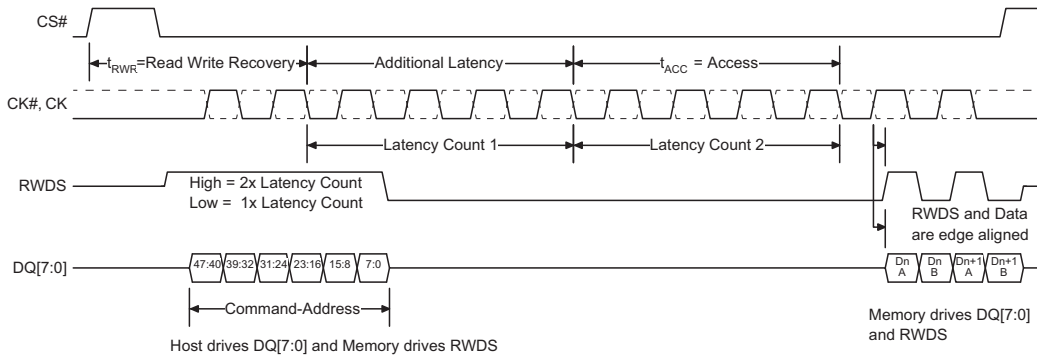 CS#
tRWR=Read Write Recovery
Additional Latency
tACC = Access
CK#, CK
Latency Count 1
Latency Count 2
RWDS
High = 2x Latency Count
Low = 1x Latency Count
RWDS and Data
are edge aligned
DQ[7:0]
47:40 39:32 31:24 23:16 15:8 7:0
Dn A
Dn B
Dn+1 A
Dn+1 B
Command-Address
Memory drives DQ[7:0]
and RWDS
Host drives DQ[7:0] and Memory drives RWDS